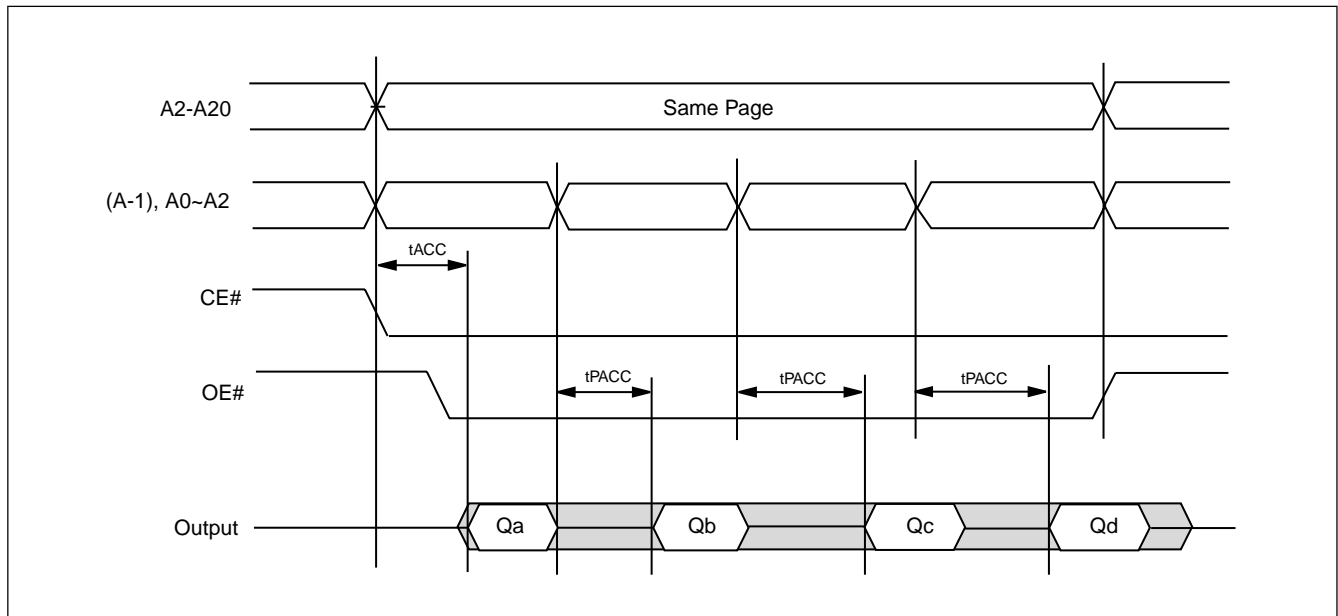 A2-A20
Same Page
(A-1), A0~A2
tACC
CE#
OE#
tPACC
tPACC
tPACC
Output
Qa
Qb
Qc
Qd